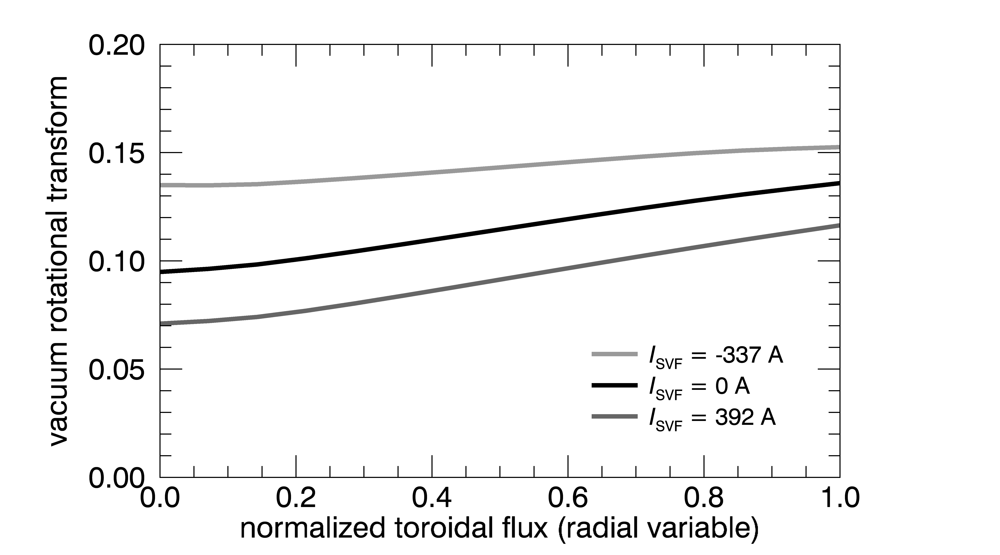 vacuum rotational transform
0.20
0.15
0.10
0.05
0.00
I_SVF = -337 A
I_SVF = 0 A
I_SVF = 392 A
0.0 0.2 0.4 0.6 0.8 1.0
normalized toroidal flux (radial variable)